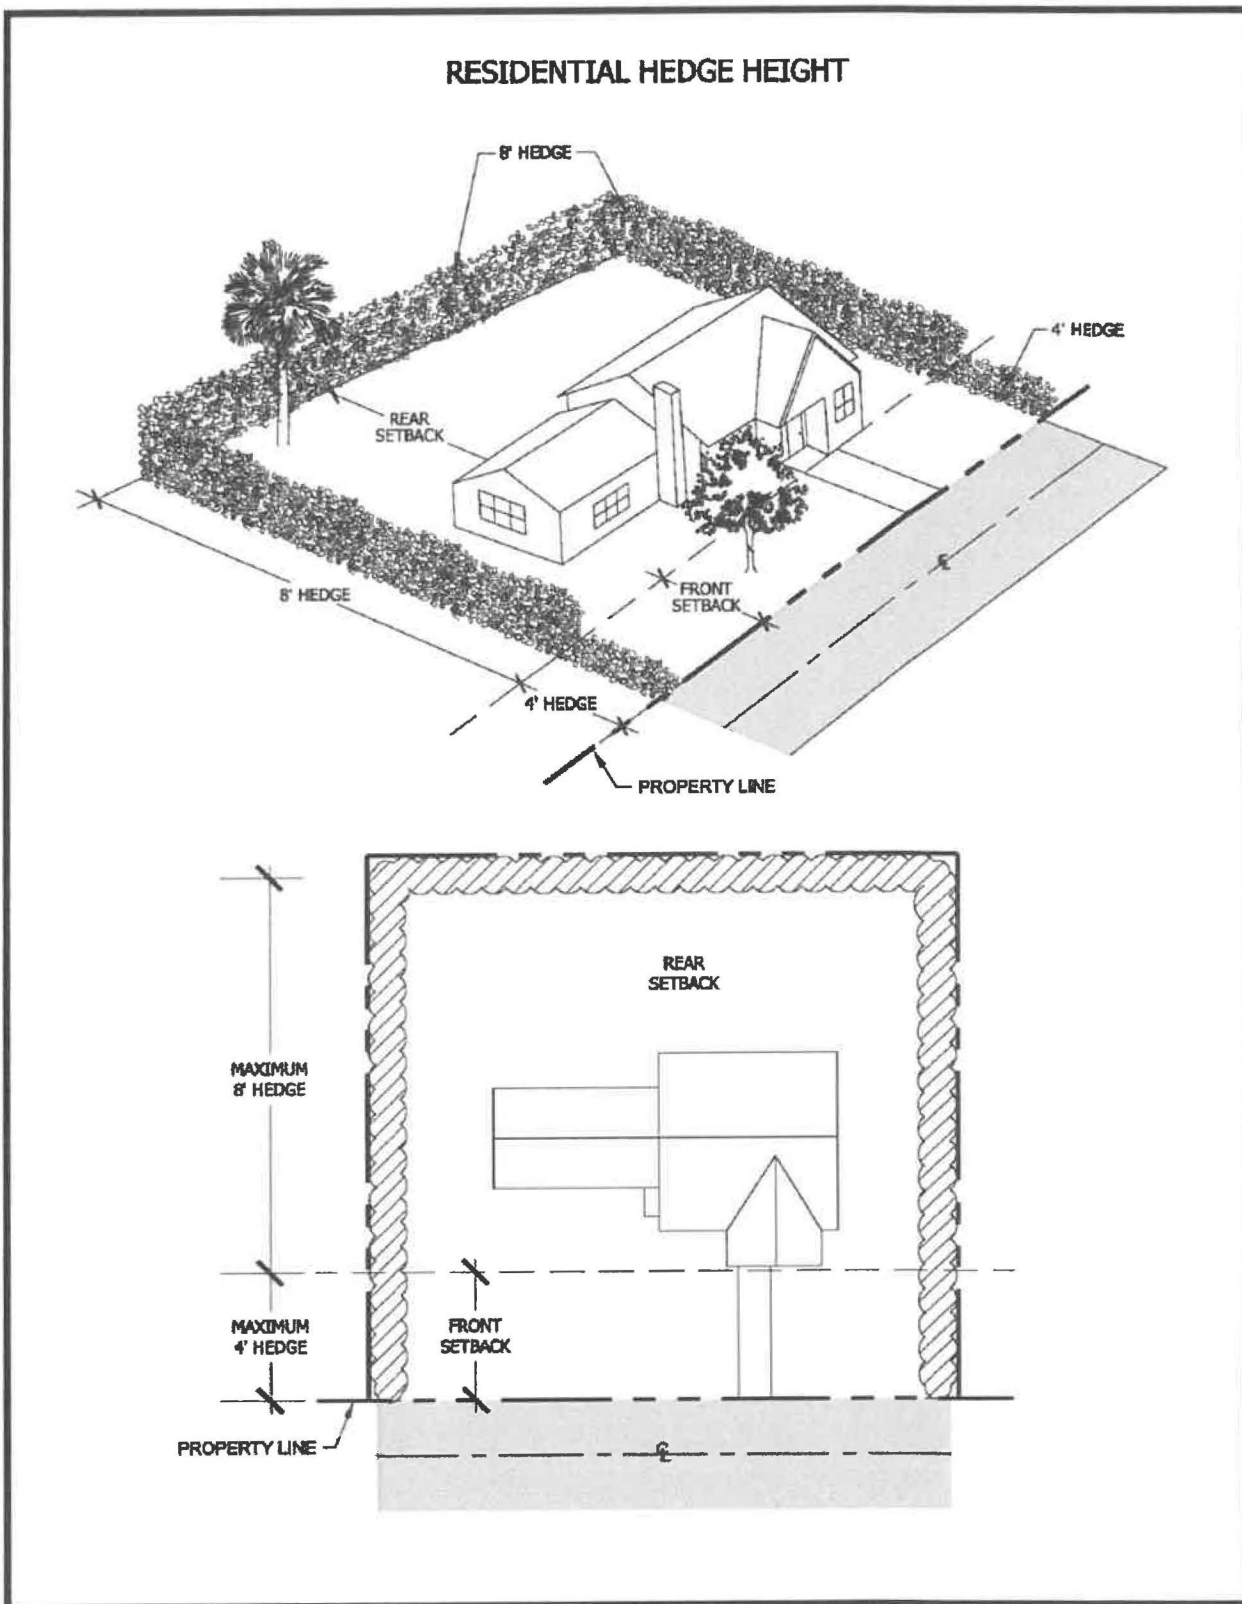 RESIDENTIAL HEDGE HEIGHT
8' HEDGE
4' HEDGE
REAR
SETBACK
8' HEDGE
FRONT
SETBACK
℄
4' HEDGE
PROPERTY LINE
REAR
SETBACK
MAXIMUM
8' HEDGE
MAXIMUM
4' HEDGE
FRONT
SETBACK
PROPERTY LINE
℄